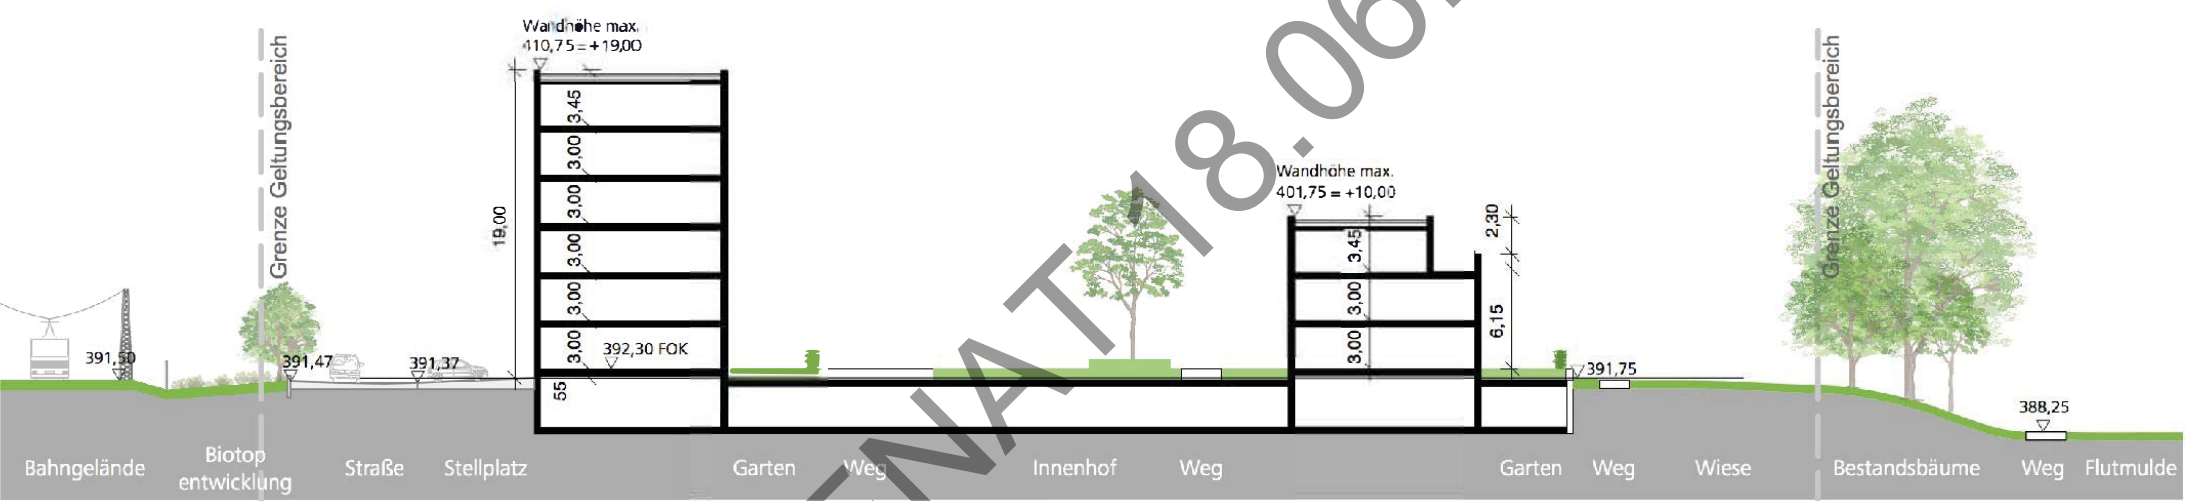 Wandhöhe max.
410,75 = +19,00
Grenze Geltungsbereich
19,00
3,45
3,00
3,00
3,00
3,00
3,00
55
392,30 FOK
391,50
391,47
391,37
Wandhöhe max.
401,75 = +10,00
3,45
3,00
3,00
2,30
6,15
391,75
Grenze Geltungsbereich
388,25
Bahngelände
Biotop
entwicklung
Straße
Stellplatz
Garten
Weg
Innenhof
Weg
Garten
Weg
Wiese
Bestandsbäume
Weg
Flutmulde
ENAT 18.06.